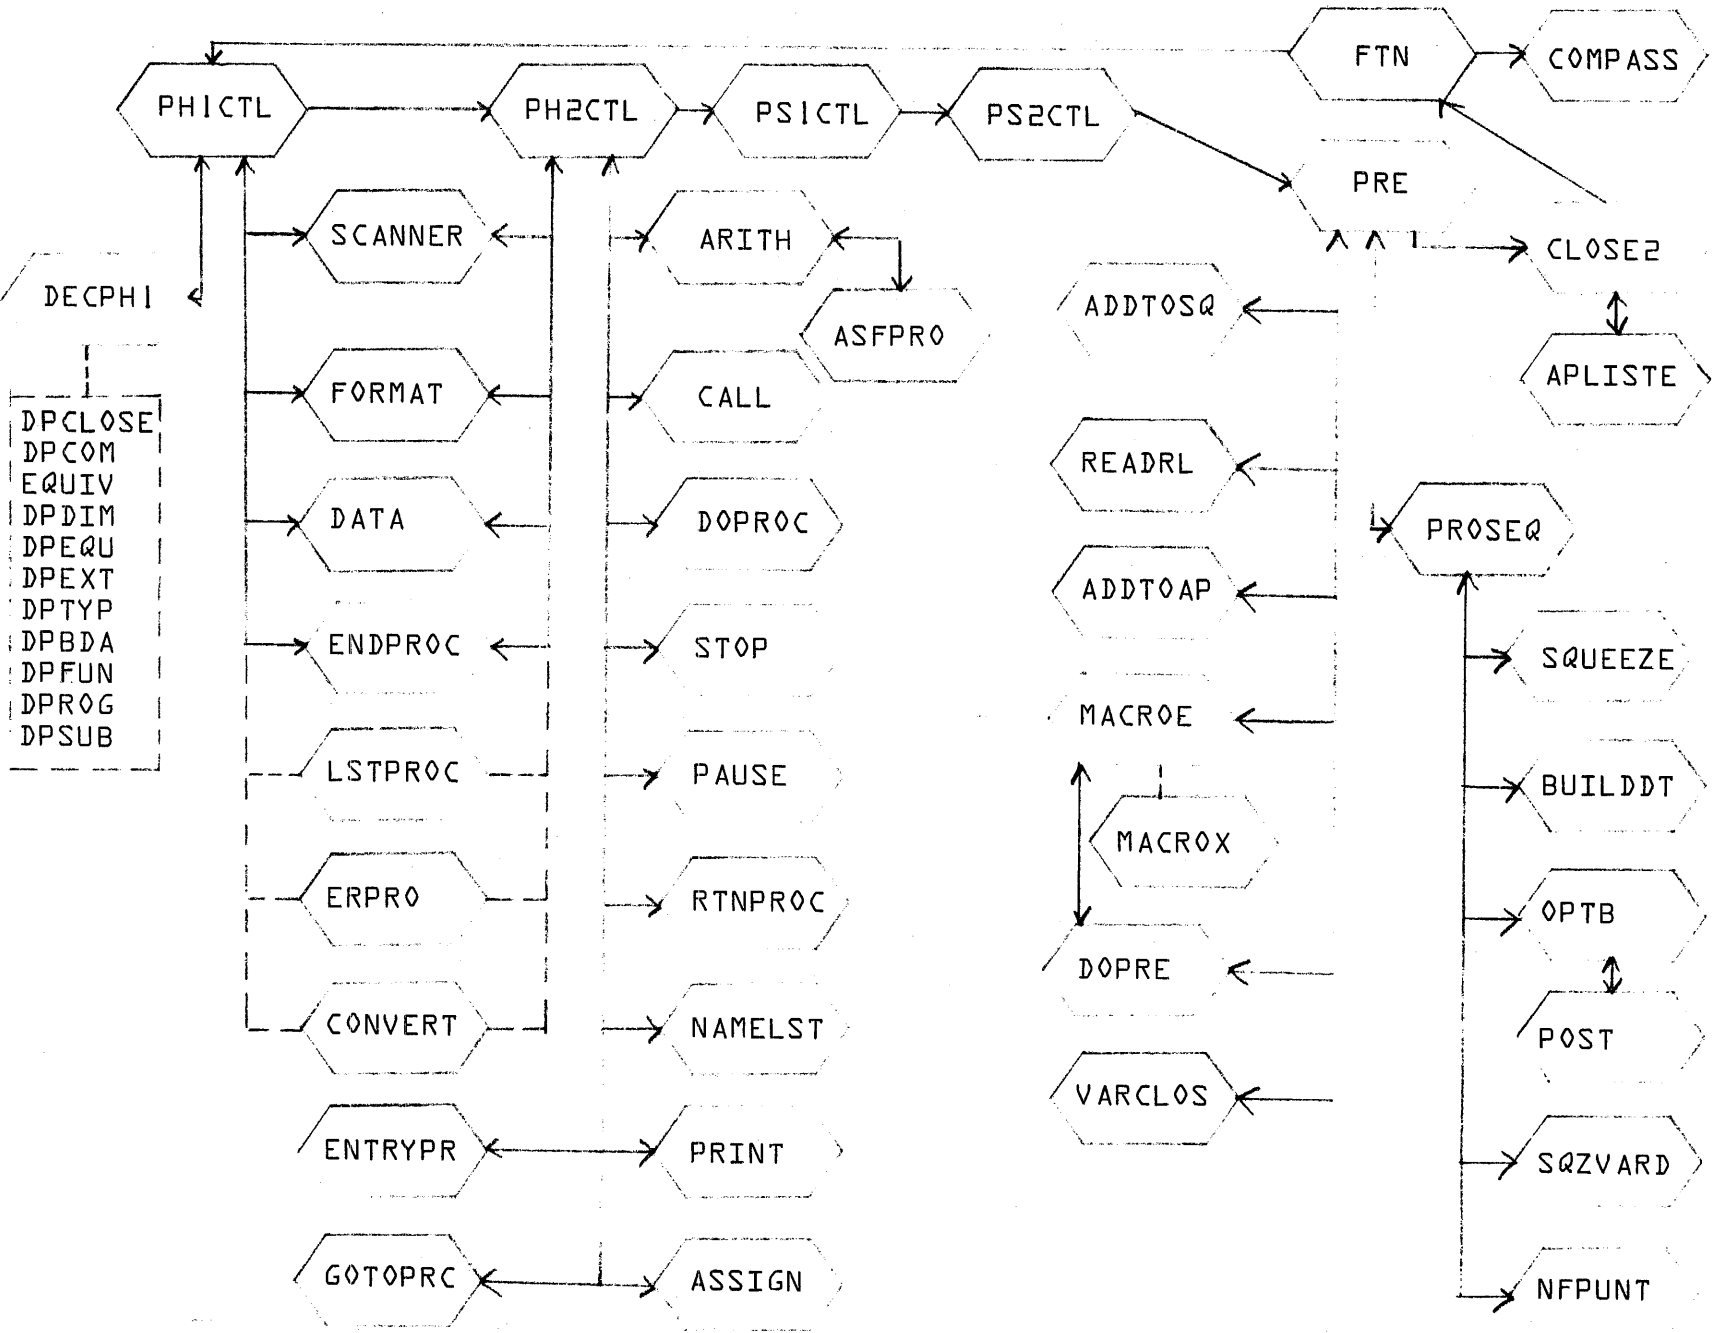 FTN
COMPASS
PH1CTL
PH2CTL
PS1CTL
PS2CTL
PRE
SCANNER
ARITH
CLOSE2
DECPH1
ADDTOSQ
ASFPRO
APLISTE
FORMAT
CALL
DPCLOSE
DPCOM
EQUIV
DPDIM
DPEQU
DPEXT
DPTYP
DPBDA
DPFUN
DPROG
DPSUB
READRL
DATA
DOPROC
PROSEQ
ADDTOAP
ENDPROC
STOP
SQUEEZE
MACROE
LSTPROC
PAUSE
BUILDDT
MACROX
ERPRO
RTNPROC
OPTB
DOPRE
CONVERT
NAMELST
POST
VARCLOS
ENTRYPR
PRINT
SQZVARD
GOTOPRC
ASSIGN
NFPUNT